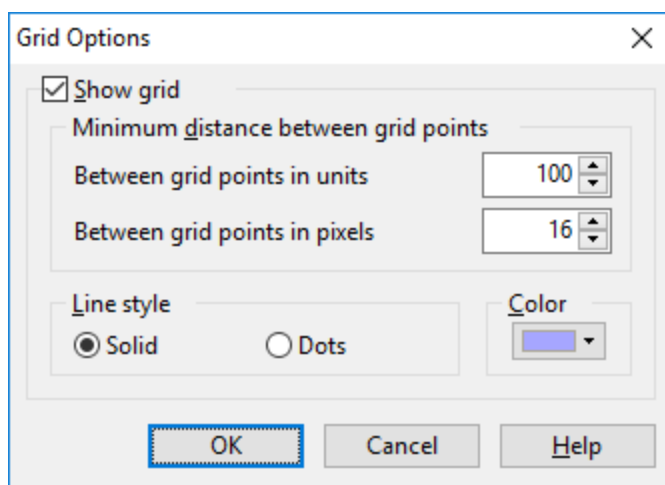 Grid Options
Show grid
Minimum distance between grid points
Between grid points in units 100
Between grid points in pixels 16
Line style Color
Solid Dots
OK Cancel Help